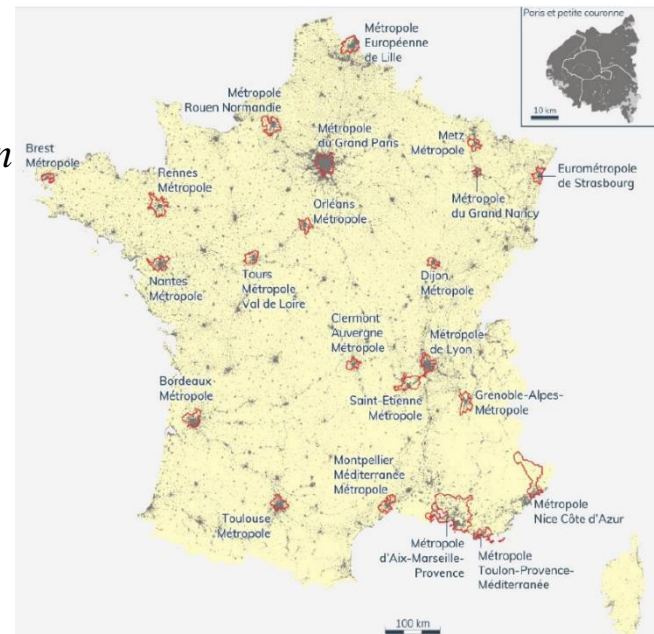 Paris et petite couronne
10 km
Métropole
Européenne
de Lille
Métropole
Rouen Normandie
Métropole
du Grand Paris
Metz
Métropole
n
Brest
Métropole
Rennes
Métropole
Eurométropole
de Strasbourg
Métropole
du Grand Nancy
Orléans
Métropole
Nantes
Métropole
Tours
Métropole
Val de Loire
Dijon
Métropole
Clermont
Auvergne
Métropole
Métropole
de Lyon
Bordeaux
Métropole
Saint-Etienne
Métropole
Grenoble-Alpes-
Métropole
Montpellier
Méditerranée
Métropole
Toulouse
Métropole
Métropole
Nice Côte d'Azur
Métropole
d'Aix-Marseille-
Provence
Métropole
Toulon-Provence-
Méditerranée
100 km